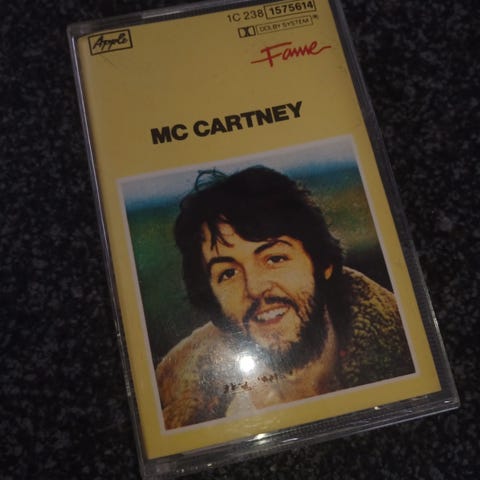 Apple
1C 238 1575614
DOLBY SYSTEM
Fame
MC CARTNEY